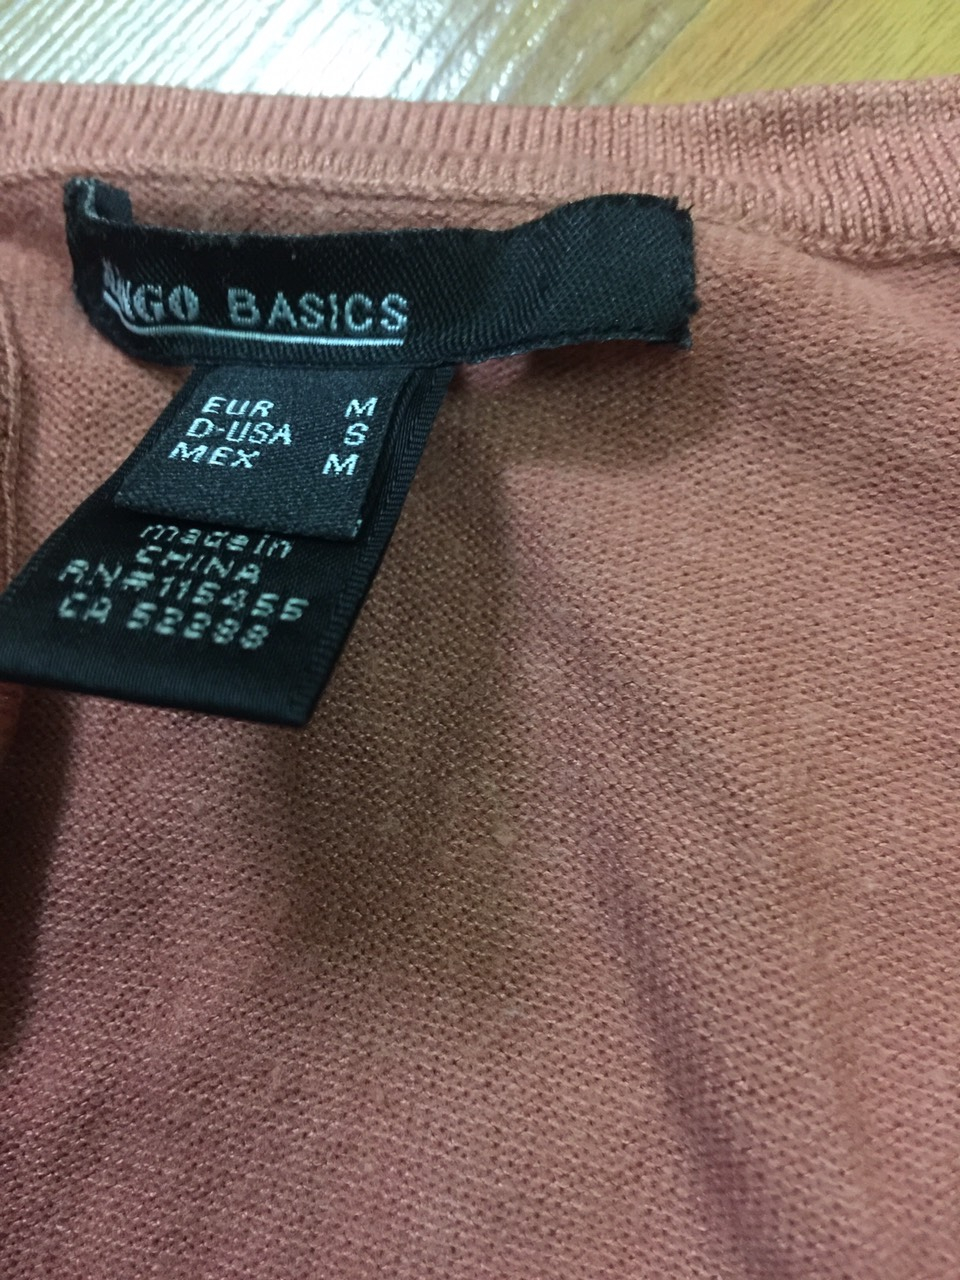 BASICS
EUR M
D-USA S
MEX M
made in
CHINA
RN#115455
CA 52288